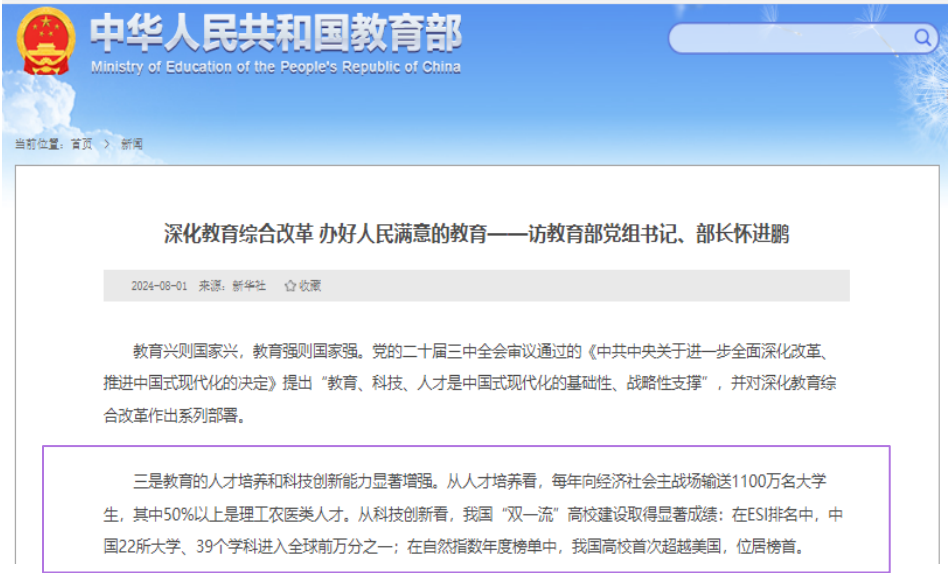 中华人民共和国教育部
Ministry of Education of the People's Republic of China
当前位置：首页 > 新闻
深化教育综合改革 办好人民满意的教育——访教育部党组书记、部长怀进鹏
2024-08-01 来源：新华社 ☆收藏
教育兴则国家兴，教育强则国家强。党的二十届三中全会审议通过的《中共中央关于进一步全面深化改革、
推进中国式现代化的决定》提出“教育、科技、人才是中国式现代化的基础性、战略性支撑”，并对深化教育综
合改革作出系列部署。
三是教育的人才培养和科技创新能力显著增强。从人才培养看，每年向经济社会主战场输送1100万名大学
生，其中50%以上是理工农医类人才。从科技创新看，我国“双一流”高校建设取得显著成绩：在ESI排名中，中
国22所大学、39个学科进入全球前万分之一；在自然指数年度榜单中，我国高校首次超越美国，位居榜首。